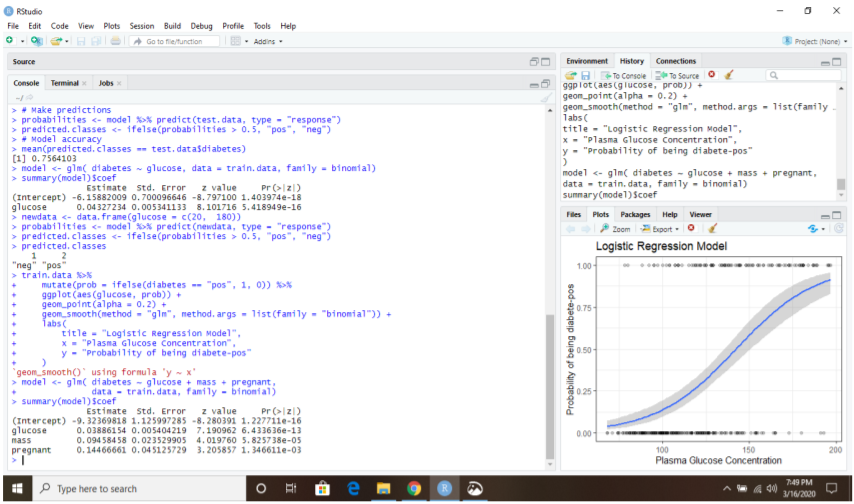 RStudio
File Edit Code View Plots Session Build Debug Profile Tools Help
Go to file/function Addins Project: (None)
Source
Console Terminal Jobs
~/
> # Make predictions
> probabilities <- model %>% predict(test.data, type = "response")
> predicted.classes <- ifelse(probabilities > 0.5, "pos", "neg")
> # Model accuracy
> mean(predicted.classes == test.data$diabetes)
[1] 0.7564103
> model <- glm( diabetes ~ glucose, data = train.data, family = binomial)
> summary(model)$coef
Estimate Std. Error z value Pr(>|z|)
(Intercept) -6.15882009 0.700096646 -8.797100 1.403974e-18
glucose 0.04327234 0.005341133 8.101716 5.418949e-16
> newdata <- data.frame(glucose = c(20, 180))
> probabilities <- model %>% predict(newdata, type = "response")
> predicted.classes <- ifelse(probabilities > 0.5, "pos", "neg")
> predicted.classes
1 2
"neg" "pos"
> train.data %>%
+ mutate(prob = ifelse(diabetes == "pos", 1, 0)) %>%
+ ggplot(aes(glucose, prob)) +
+ geom_point(alpha = 0.2) +
+ geom_smooth(method = "glm", method.args = list(family = "binomial")) +
+ labs(
+ title = "Logistic Regression Model",
+ x = "Plasma Glucose Concentration",
+ y = "Probability of being diabete-pos"
+ )
`geom_smooth()` using formula 'y ~ x'
> model <- glm( diabetes ~ glucose + mass + pregnant,
+ data = train.data, family = binomial)
> summary(model)$coef
Estimate Std. Error z value Pr(>|z|)
(Intercept) -9.32369818 1.125997285 -8.280391 1.227711e-16
glucose 0.03886154 0.005404219 7.190962 6.433636e-13
mass 0.09458458 0.023529905 4.019760 5.825738e-05
pregnant 0.14466661 0.045125729 3.205857 1.346611e-03
>
Environment History Connections
To Console To Source
ggplot(aes(glucose, prob)) +
geom_point(alpha = 0.2) +
geom_smooth(method = "glm", method.args = list(family
labs(
title = "Logistic Regression Model",
x = "Plasma Glucose Concentration",
y = "Probability of being diabete-pos"
)
model <- glm( diabetes ~ glucose + mass + pregnant,
data = train.data, family = binomial)
summary(model)$coef
Files Plots Packages Help Viewer
Zoom Export
Logistic Regression Model
Probability of being diabete-pos
1.00
0.75
0.50
0.25
0.00
100 150 200
Plasma Glucose Concentration
Type here to search
7:49 PM
3/16/2020